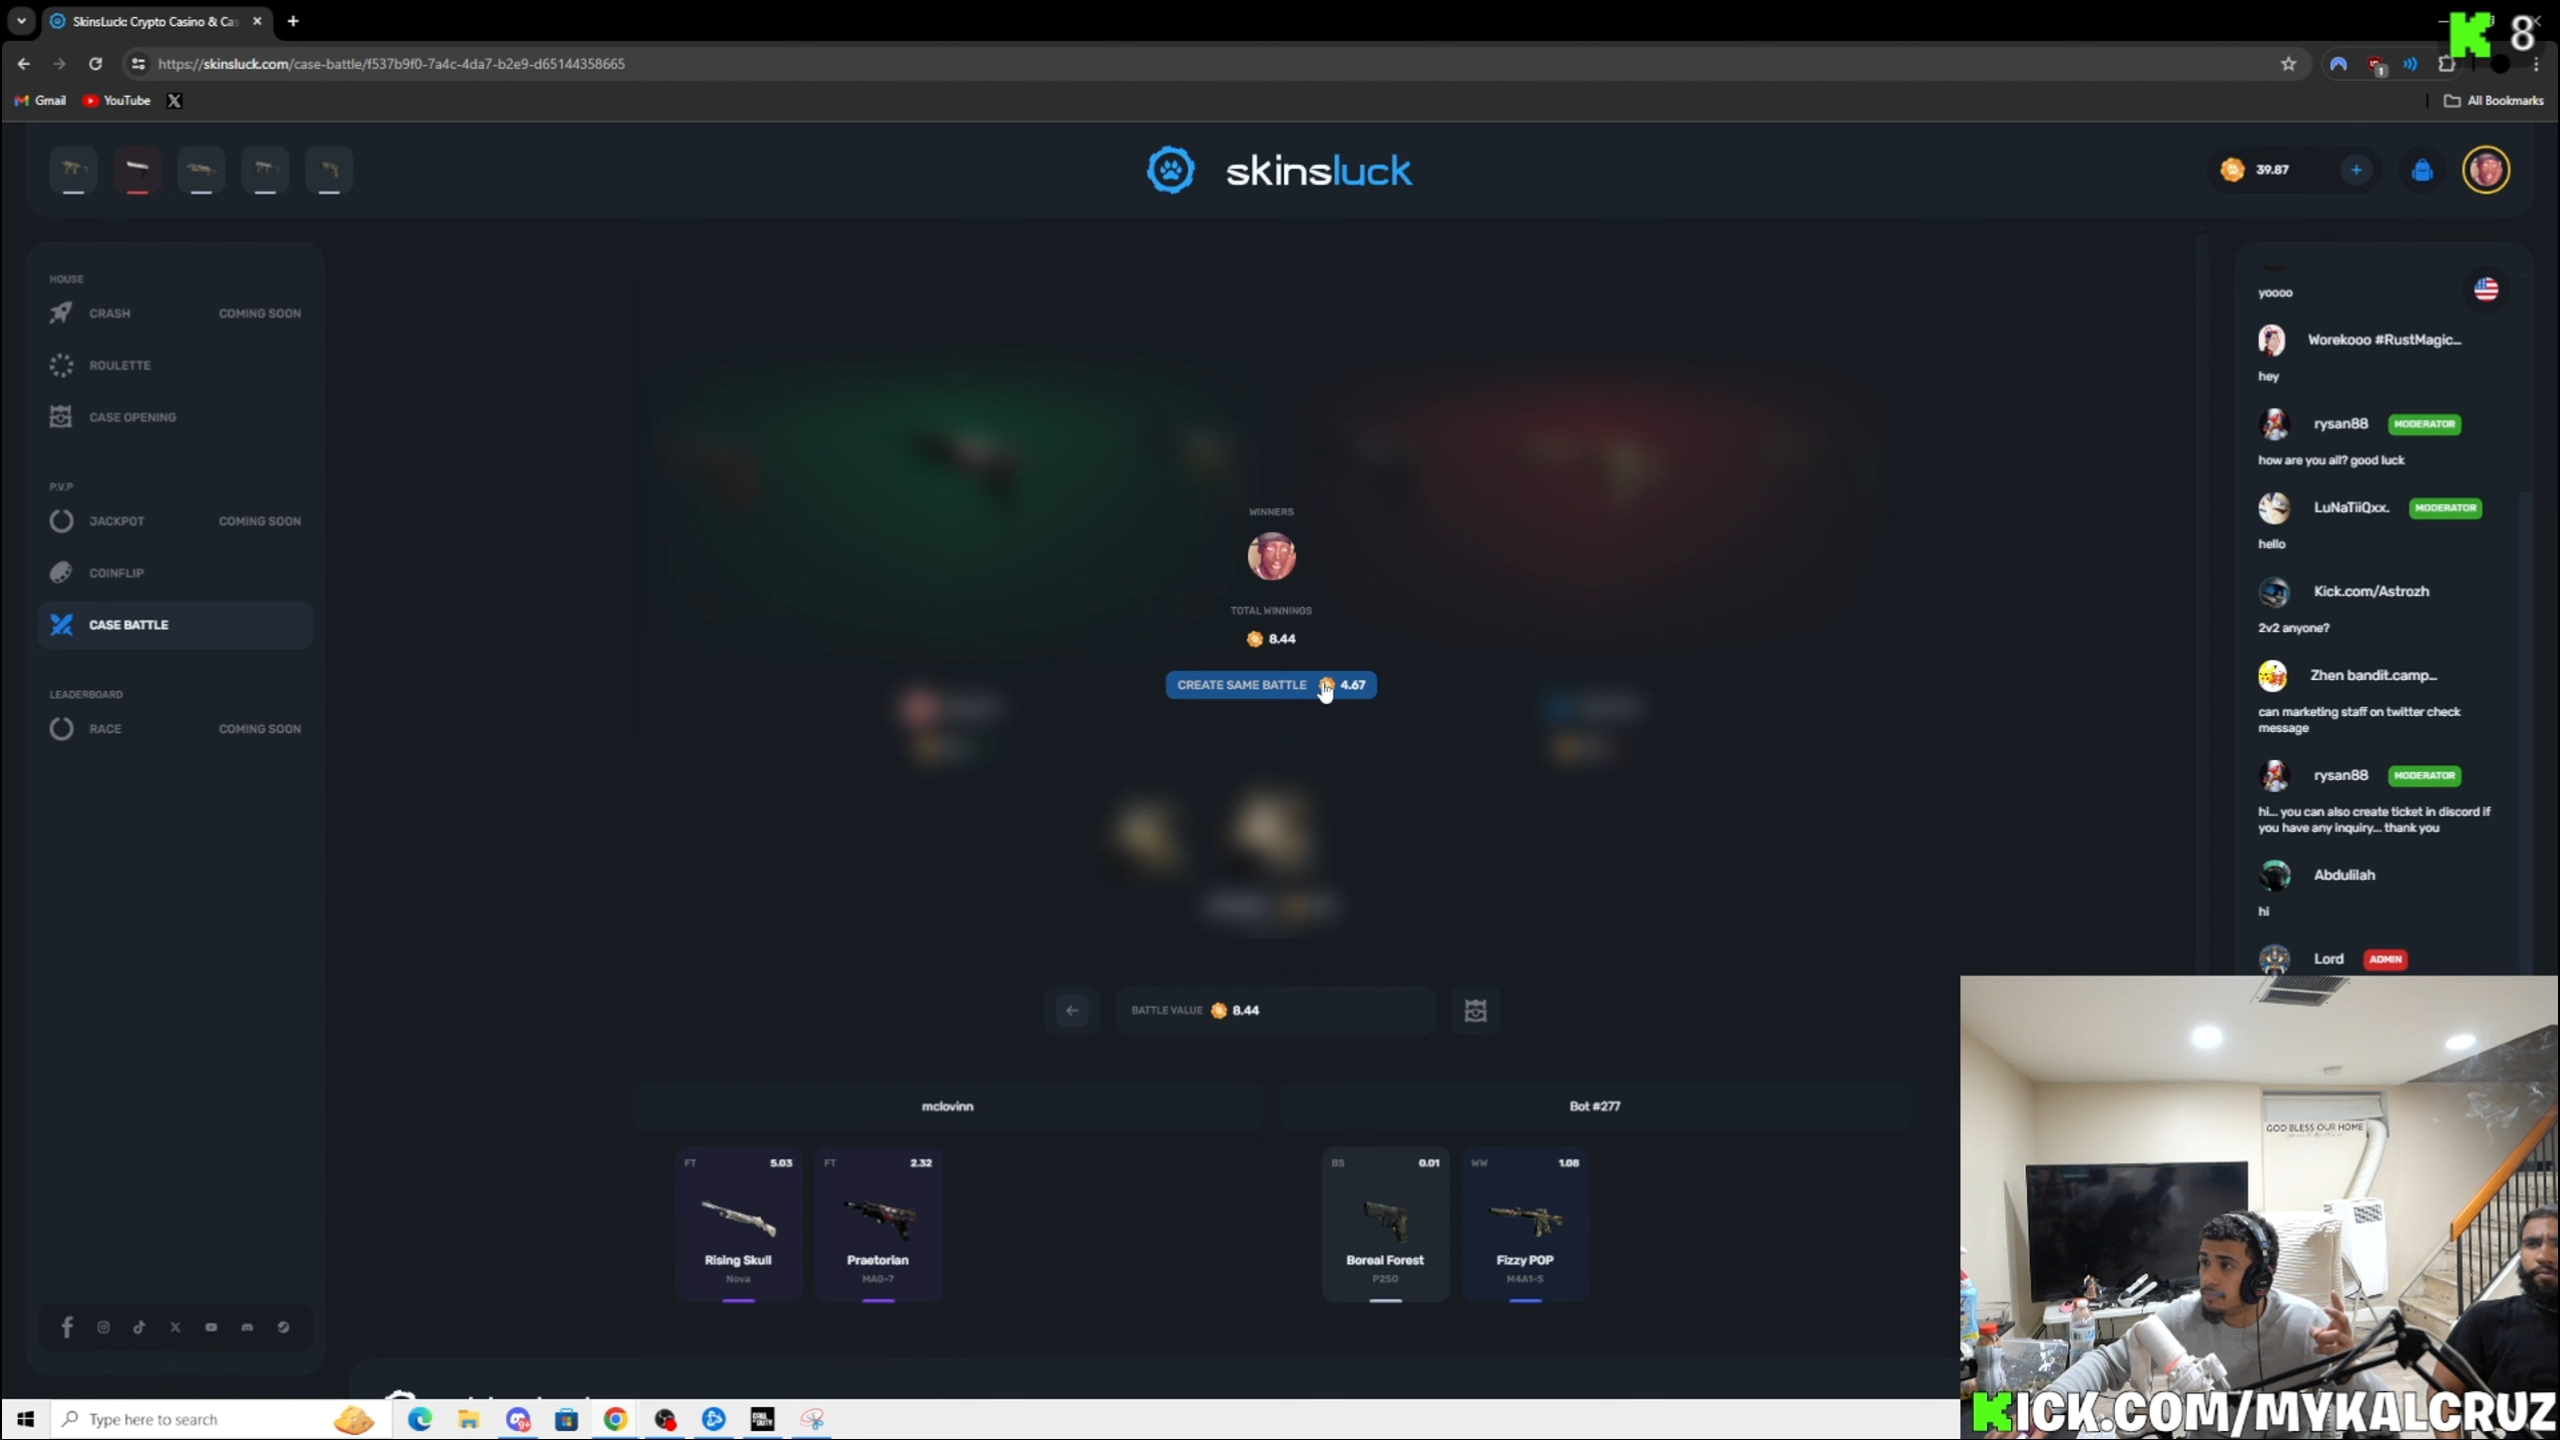 SkinsLuck: Crypto Casino & Ca
8
https://skinsluck.com/case-battle/f537b9f0-7a4c-4da7-b2e9-d65144358665
1
Gmail
YouTube
All Bookmarks
skinsluck
39.87
HOUSE
CRASH COMING SOON
ROULETTE
CASE OPENING
P.V.P
JACKPOT COMING SOON
COINFLIP
CASE BATTLE
LEADERBOARD
RACE COMING SOON
WINNERS
TOTAL WINNINGS
8.44
CREATE SAME BATTLE 4.67
BATTLE VALUE 8.44
mclovinn
Bot #277
FT 5.03
Rising Skull
Nova
FT 2.32
Praetorian
MAG-7
BS 0.01
Boreal Forest
P250
WW 1.08
Fizzy POP
M4A1-S
yoooo
Worekooo #RustMagic...
hey
rysan88 MODERATOR
how are you all? good luck
LuNaTiiQxx. MODERATOR
hello
Kick.com/Astrozh
2v2 anyone?
Zhen bandit.camp...
can marketing staff on twitter check
message
rysan88 MODERATOR
hi... you can also create ticket in discord if
you have any inquiry... thank you
Abdulilah
hi
Lord ADMIN
GOD BLESS OUR HOME
KICK.COM/MYKALCRUZ
Type here to search
9+
CALL OF DUTY